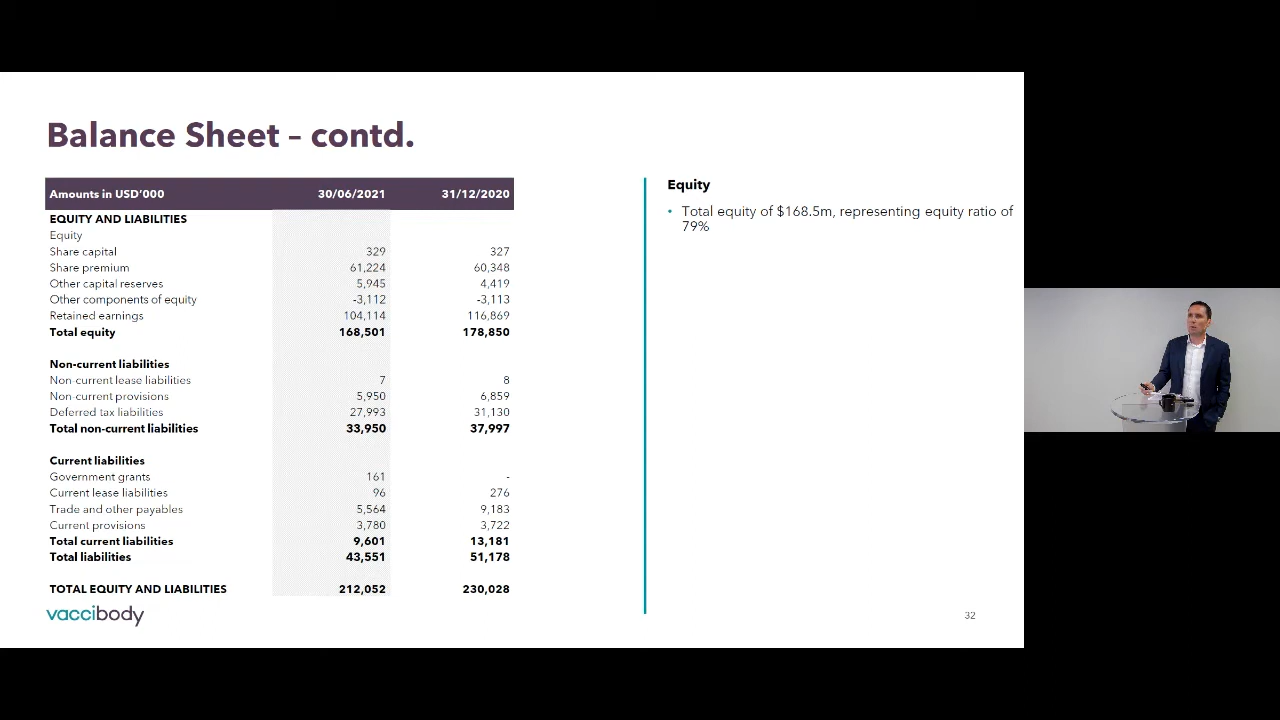 Balance Sheet – contd.
Amounts in USD'000 30/06/2021 31/12/2020
EQUITY AND LIABILITIES
Equity
Share capital 329 327
Share premium 61,224 60,348
Other capital reserves 5,945 4,419
Other components of equity -3,112 -3,113
Retained earnings 104,114 116,869
Total equity 168,501 178,850
Non-current liabilities
Non-current lease liabilities 7 8
Non-current provisions 5,950 6,859
Deferred tax liabilities 27,993 31,130
Total non-current liabilities 33,950 37,997
Current liabilities
Government grants 161 -
Current lease liabilities 96 276
Trade and other payables 5,564 9,183
Current provisions 3,780 3,722
Total current liabilities 9,601 13,181
Total liabilities 43,551 51,178
TOTAL EQUITY AND LIABILITIES 212,052 230,028
Equity
• Total equity of $168.5m, representing equity ratio of
79%
vaccibody
32